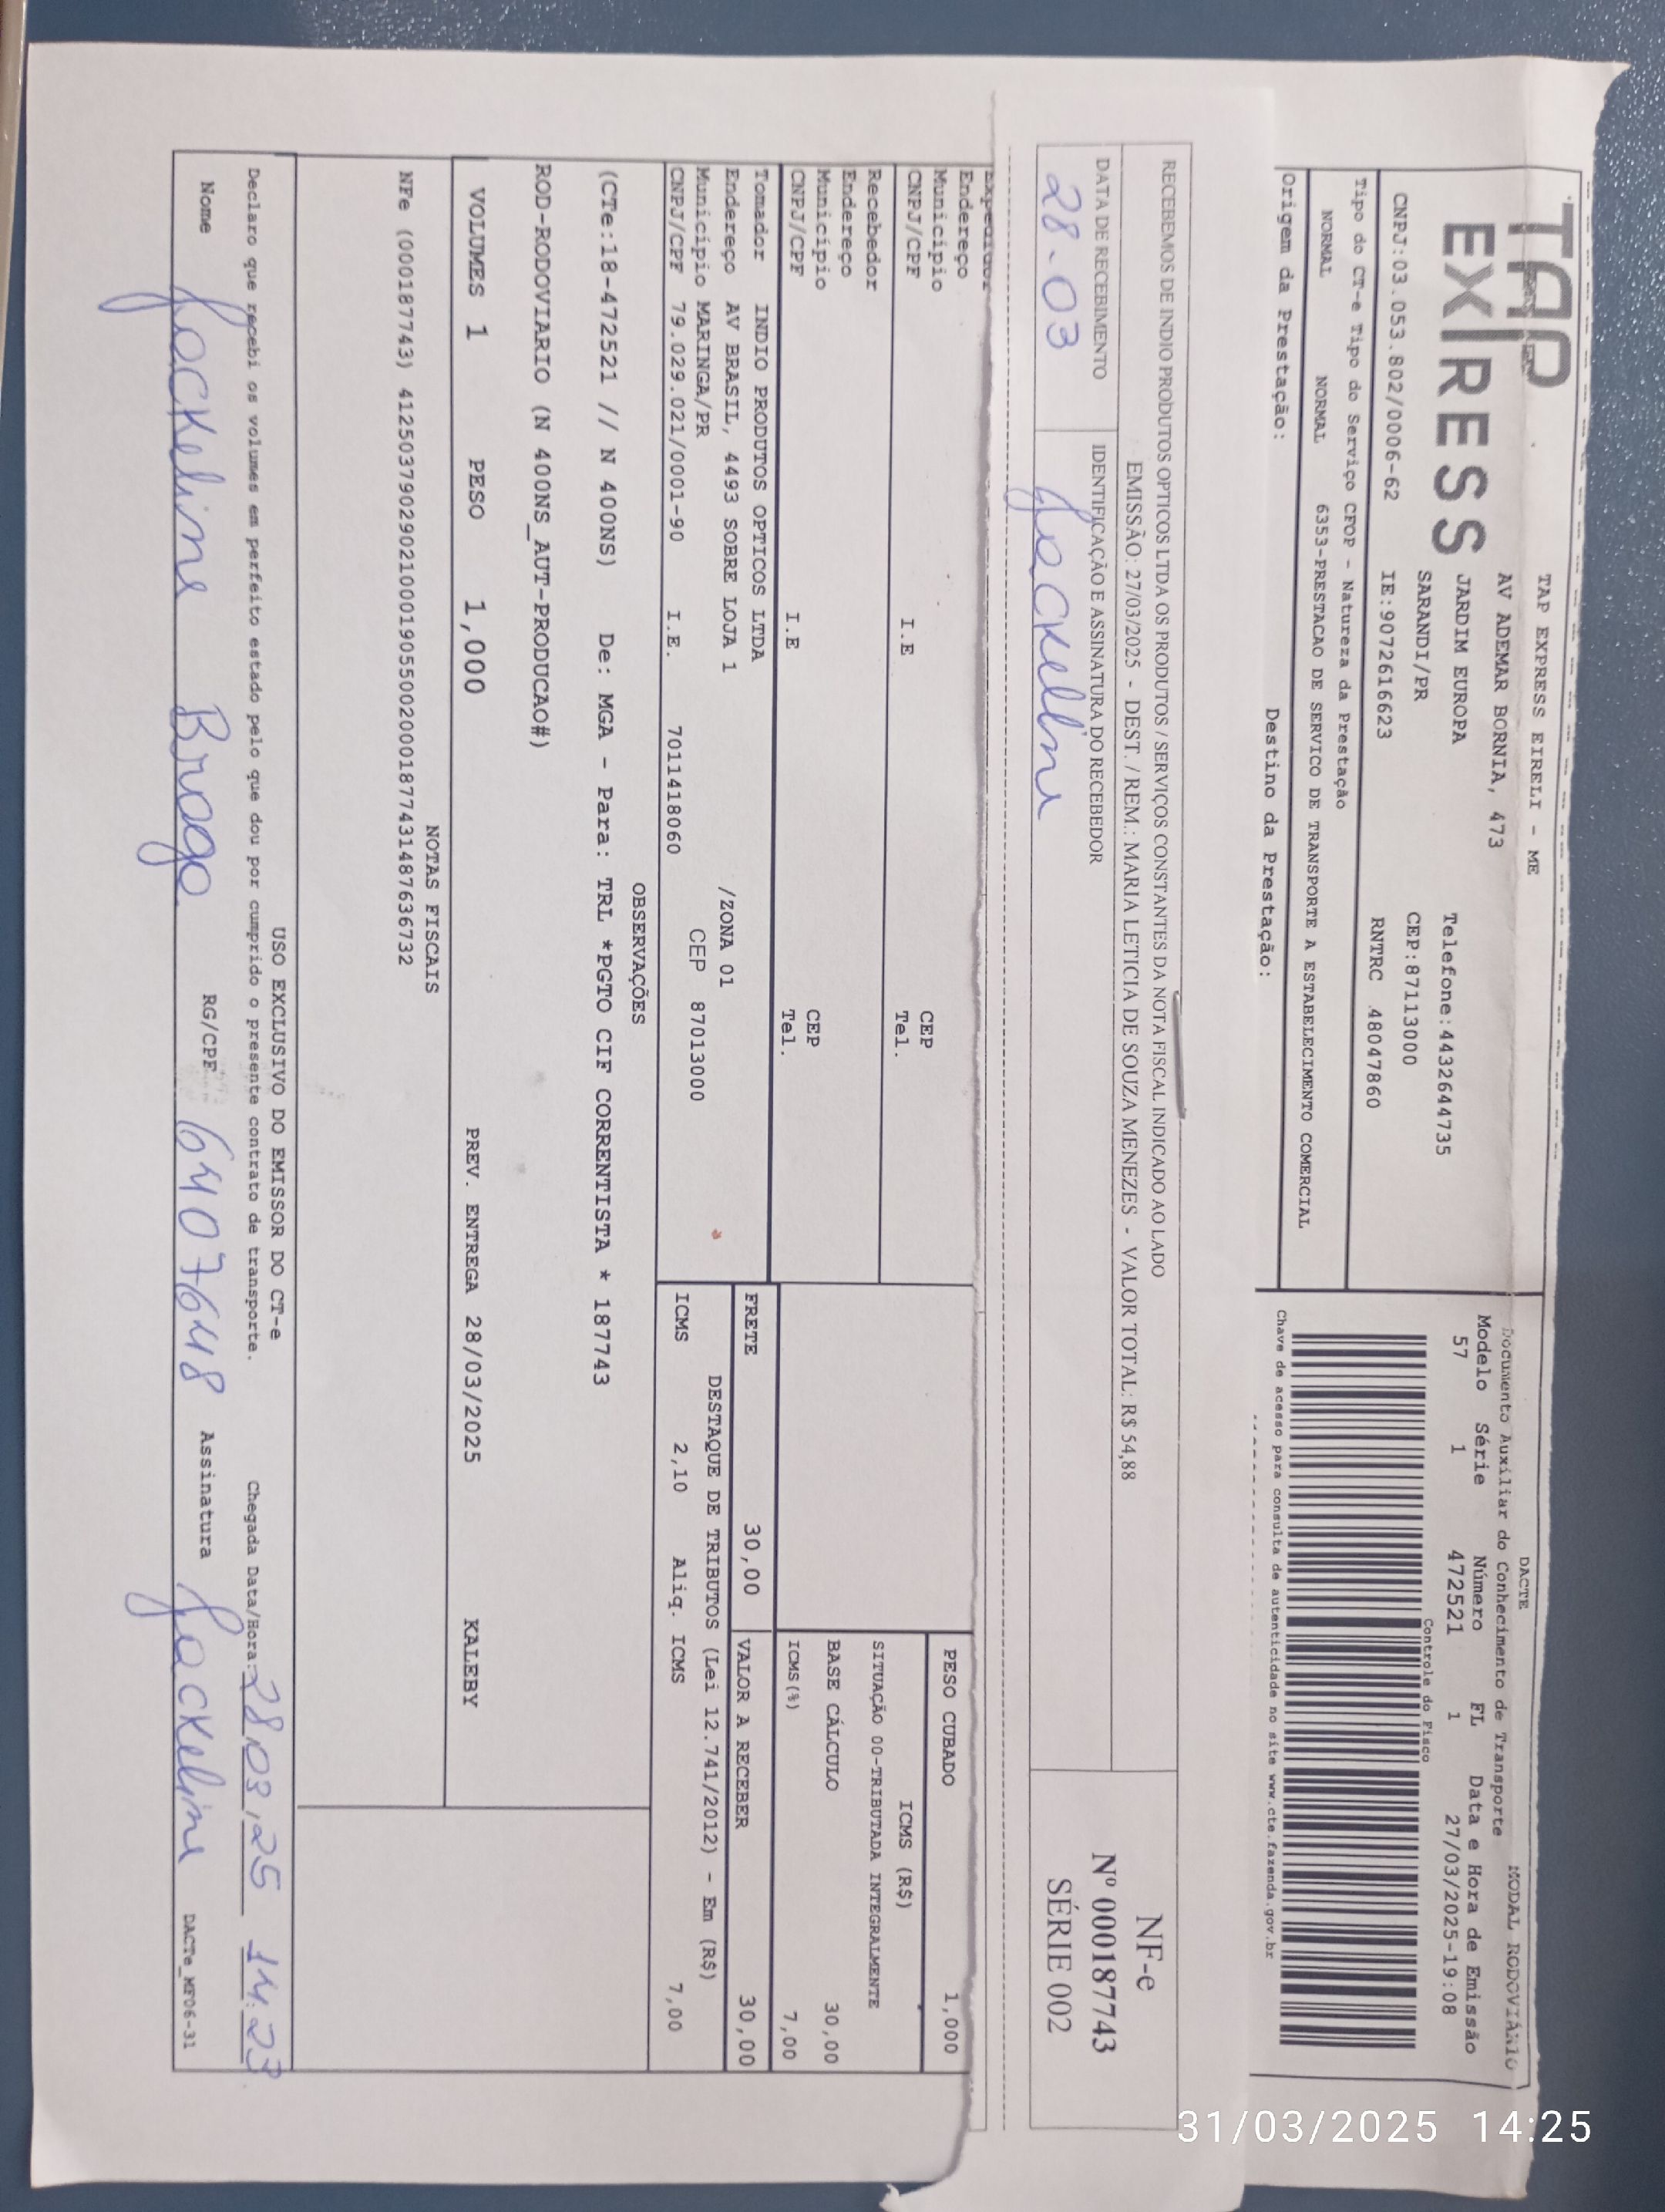 TAP
EXPRESS
TAP EXPRESS EIRELI - ME
AV ADEMAR BORNIA, 473
JARDIM EUROPA
Telefone:4432644735
SARANDI/PR
CEP:87113000
CNPJ:03.053.802/0006-62
IE:9072616623
RNTRC 48047860
DACTE
MODAL RODOVIÁRIO
Documento Auxiliar do Conhecimento de Transporte
Modelo Série Número FL Data e Hora de Emissão
57 1 472521 1 27/03/2025-19:08
Controle do Fisco
Tipo do CT-e Tipo do Serviço CFOP - Natureza da Prestação
NORMAL NORMAL 6353-PRESTACAO DE SERVICO DE TRANSPORTE A ESTABELECIMENTO COMERCIAL
Chave de acesso para consulta de autenticidade no site www.cte.fazenda.gov.br
Origem da Prestação: Destino da Prestação:
RECEBEMOS DE INDIO PRODUTOS OPTICOS LTDA OS PRODUTOS / SERVIÇOS CONSTANTES DA NOTA FISCAL INDICADO AO LADO
EMISSÃO: 27/03/2025 - DEST. / REM.: MARIA LETICIA DE SOUZA MENEZES - VALOR TOTAL: R$ 54,88
DATA DE RECEBIMENTO
IDENTIFICAÇÃO E ASSINATURA DO RECEBEDOR
28-03
Jackeline
NF-e
Nº 000187743
SÉRIE 002
Expedidor
Endereço
Município CEP
CNPJ/CPF I.E Tel.
Recebedor
Endereço
Município CEP
CNPJ/CPF I.E Tel.
PESO CUBADO 1,000
ICMS (R$)
SITUAÇÃO 00-TRIBUTADA INTEGRALMENTE
BASE CÁLCULO 30,00
ICMS(%) 7,00
Tomador INDIO PRODUTOS OPTICOS LTDA
Endereço AV BRASIL, 4493 SOBRE LOJA 1 /ZONA 01
Município MARINGA/PR CEP 87013000
CNPJ/CPF 79.029.021/0001-90 I.E. 7011418060
FRETE 30,00 VALOR A RECEBER 30,00
DESTAQUE DE TRIBUTOS (Lei 12.741/2012) - Em (R$)
ICMS 2,10 Aliq. ICMS 7,00
OBSERVAÇÕES
(CTe:18-472521 // N 400NS) De: MGA - Para: TRL *PGTO CIF CORRENTISTA * 187743
ROD-RODOVIARIO (N 400NS_AUT-PRODUCAO#)
VOLUMES 1 PESO 1,000 PREV. ENTREGA 28/03/2025 KALEBY
NOTAS FISCAIS
NFe (000187743) 41250379029021000190550020001877431487636732
USO EXCLUSIVO DO EMISSOR DO CT-e
Declaro que recebi os volumes em perfeito estado pelo que dou por cumprido o presente contrato de transporte.
Chegada Data/Hora: 28,03,25 14:23
Nome Jackeline Braga RG/CPF 6407648 Assinatura Jackeline
DACTe_MF06-31
31/03/2025 14:25